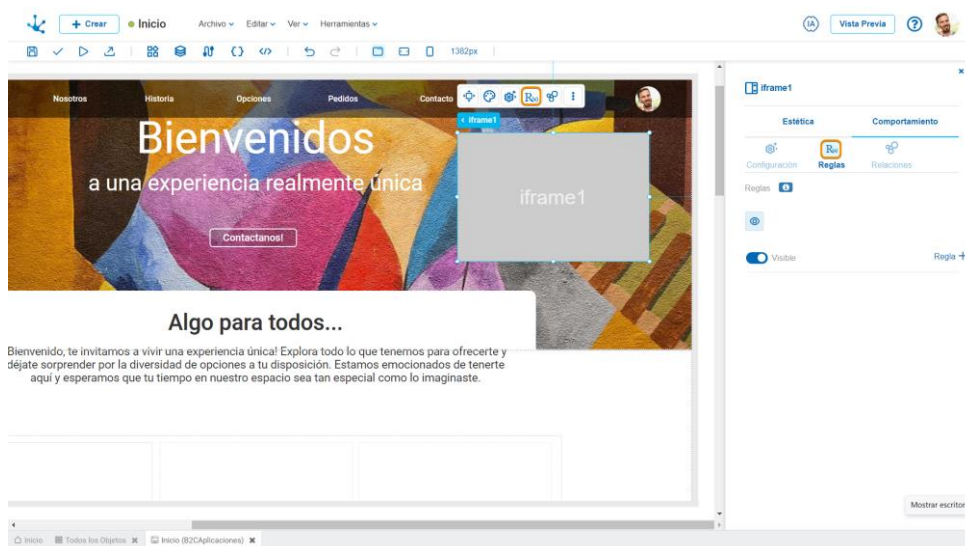 + Crear
Inicio
Archivo
Editar
Ver
Herramientas
IA
Vista Previa
?
1382px
Nosotros
Historia
Opciones
Pedidos
Contacto
iframe1
Bienvenidos
a una experiencia realmente única
iframe1
Contactanos!
Algo para todos...
Bienvenido, te invitamos a vivir una experiencia única! Explora todo lo que tenemos para ofrecerte y
déjate sorprender por la diversidad de opciones a tu disposición. Estamos emocionados de tenerte
aquí y esperamos que tu tiempo en nuestro espacio sea tan especial como lo imaginaste.
iframe1
Estética
Comportamiento
Configuración
Reglas
Relaciones
Reglas
Visible
Regla +
Mostrar escritor
Inicio
Todos los Objetos
Inicio (B2CAplicaciones)